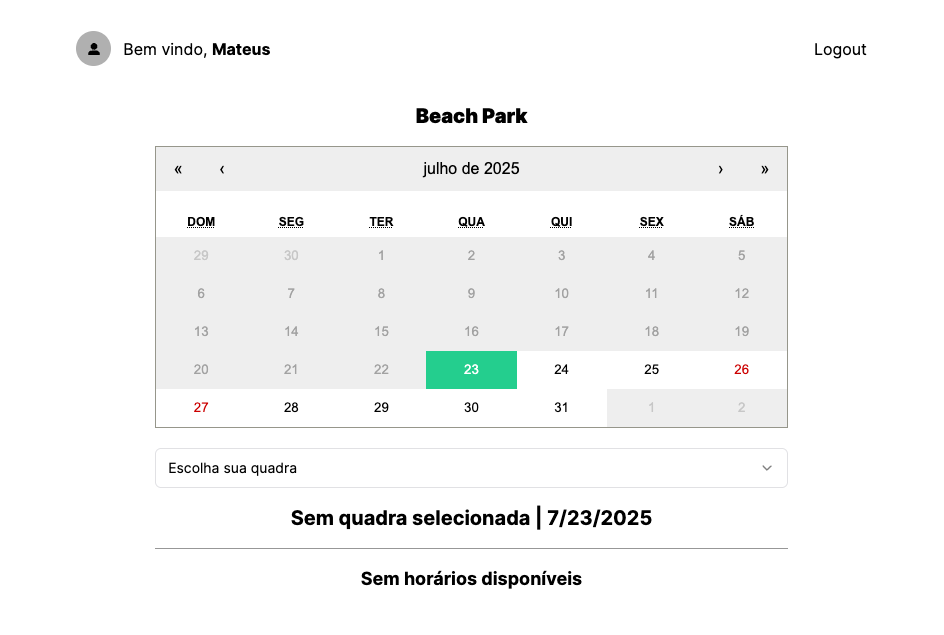 Bem vindo, Mateus
Logout
Beach Park
« ‹ julho de 2025 › »
DOM SEG TER QUA QUI SEX SÁB
29 30 1 2 3 4 5
6 7 8 9 10 11 12
13 14 15 16 17 18 19
20 21 22 23 24 25 26
27 28 29 30 31 1 2
Escolha sua quadra
Sem quadra selecionada | 7/23/2025
Sem horários disponíveis